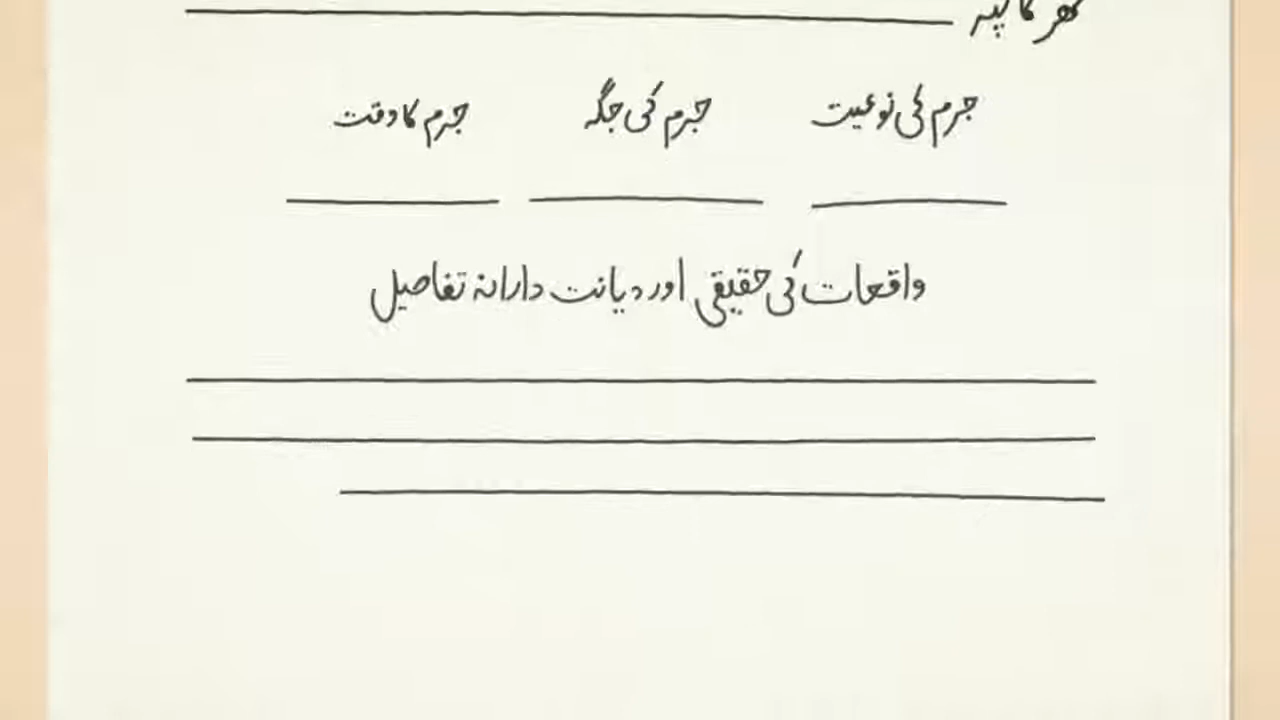 گھر کا پتہ
جرم کی نوعیت جرم کی جگہ جرم کا وقت
واقعات کی حقیقی اور دیانت دارانہ تفاصیل